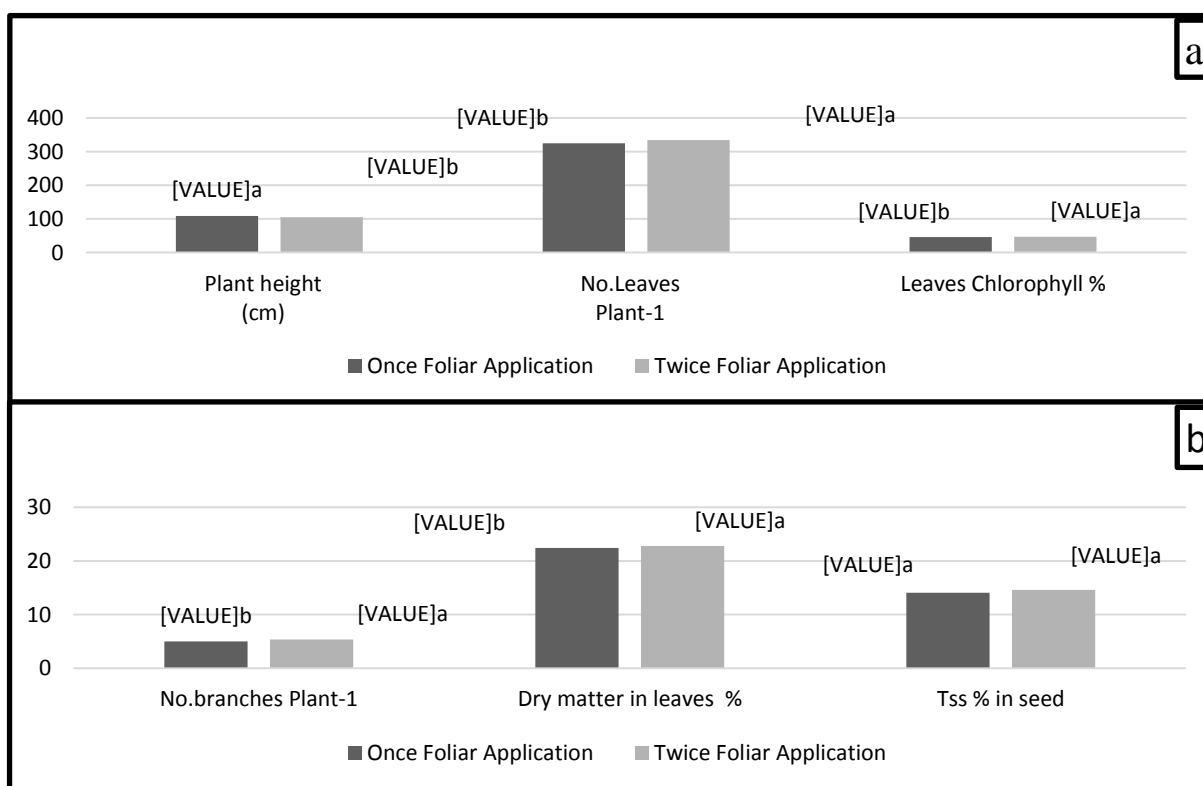 a
400
300
200
100
0
[VALUE]a
[VALUE]b
[VALUE]b
[VALUE]a
[VALUE]b
[VALUE]a
Plant height
(cm)
No.Leaves
Plant-1
Leaves Chlorophyll %
Once Foliar Application
Twice Foliar Application
b
30
20
10
0
[VALUE]b
[VALUE]a
[VALUE]b
[VALUE]a
[VALUE]a
[VALUE]a
No.branches Plant-1
Dry matter in leaves %
Tss % in seed
Once Foliar Application
Twice Foliar Application